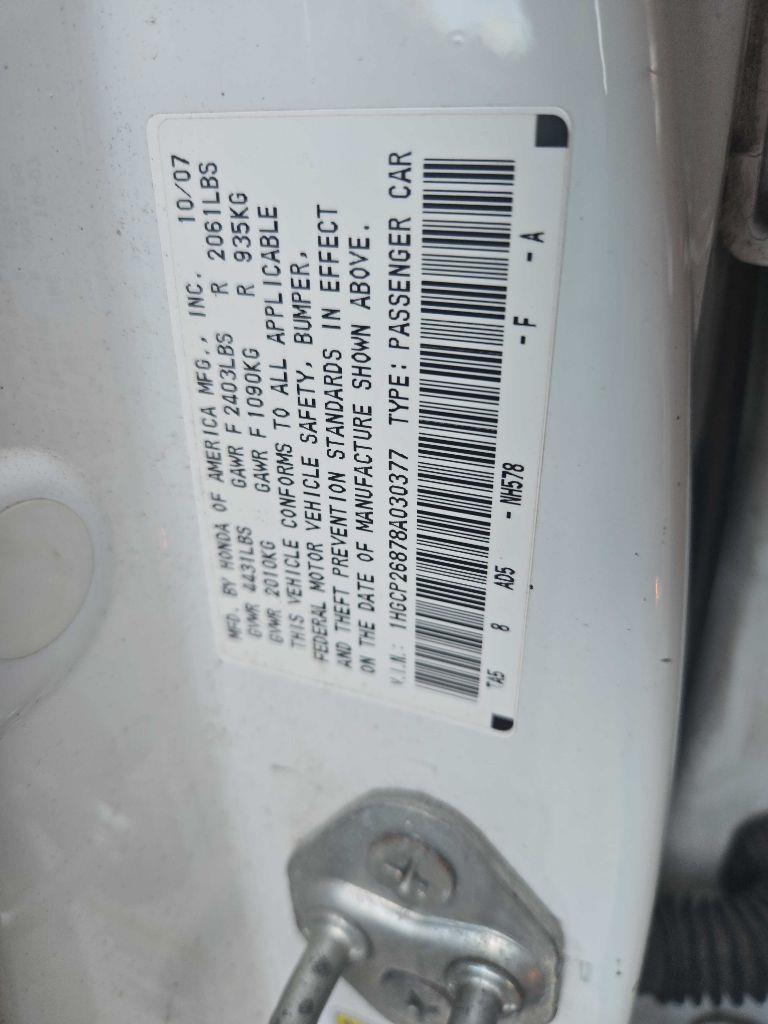 MFD. BY HONDA OF AMERICA MFG., INC. 10/07
GVWR 4431LBS GAWR F 2403LBS R 2061LBS
GVWR 2010KG GAWR F 1090KG R 935KG
THIS VEHICLE CONFORMS TO ALL APPLICABLE
FEDERAL MOTOR VEHICLE SAFETY, BUMPER,
AND THEFT PREVENTION STANDARDS IN EFFECT
ON THE DATE OF MANUFACTURE SHOWN ABOVE.
V.I.N.: 1HGCP26878A030377 TYPE: PASSENGER CAR
TA5 8 AD5 - NH578 - F - A